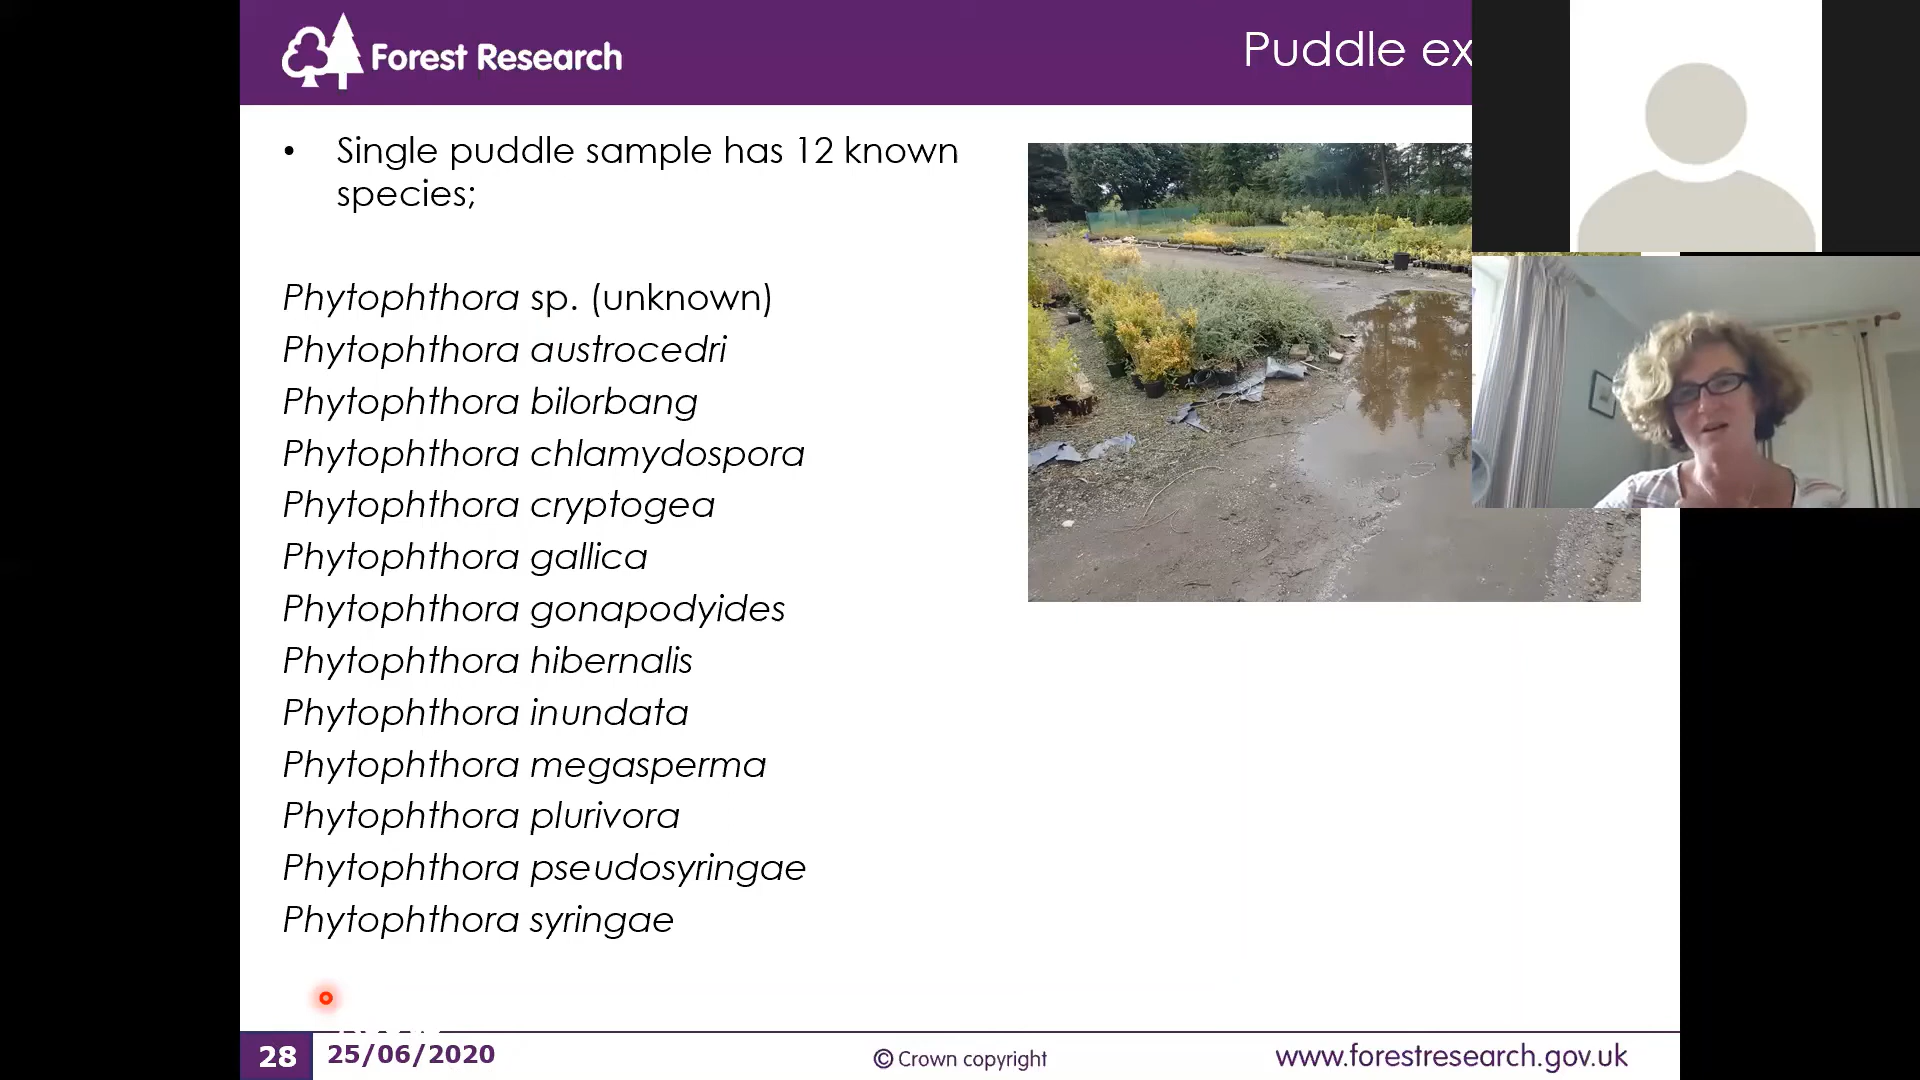 Forest Research
Puddle ex
• Single puddle sample has 12 known
species;
Phytophthora sp. (unknown)
Phytophthora austrocedri
Phytophthora bilorbang
Phytophthora chlamydospora
Phytophthora cryptogea
Phytophthora gallica
Phytophthora gonapodyides
Phytophthora hibernalis
Phytophthora inundata
Phytophthora megasperma
Phytophthora plurivora
Phytophthora pseudosyringae
Phytophthora syringae
28
25/06/2020
© Crown copyright
www.forestresearch.gov.uk